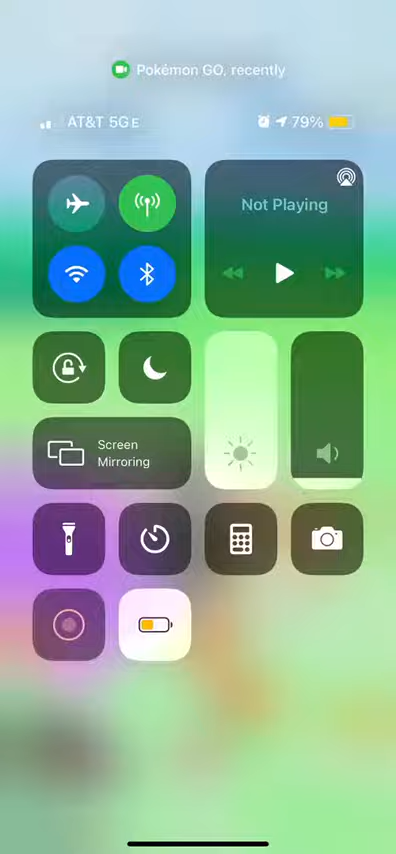 Pokémon GO, recently
AT&T 5GE
79%
Not Playing
Screen
Mirroring